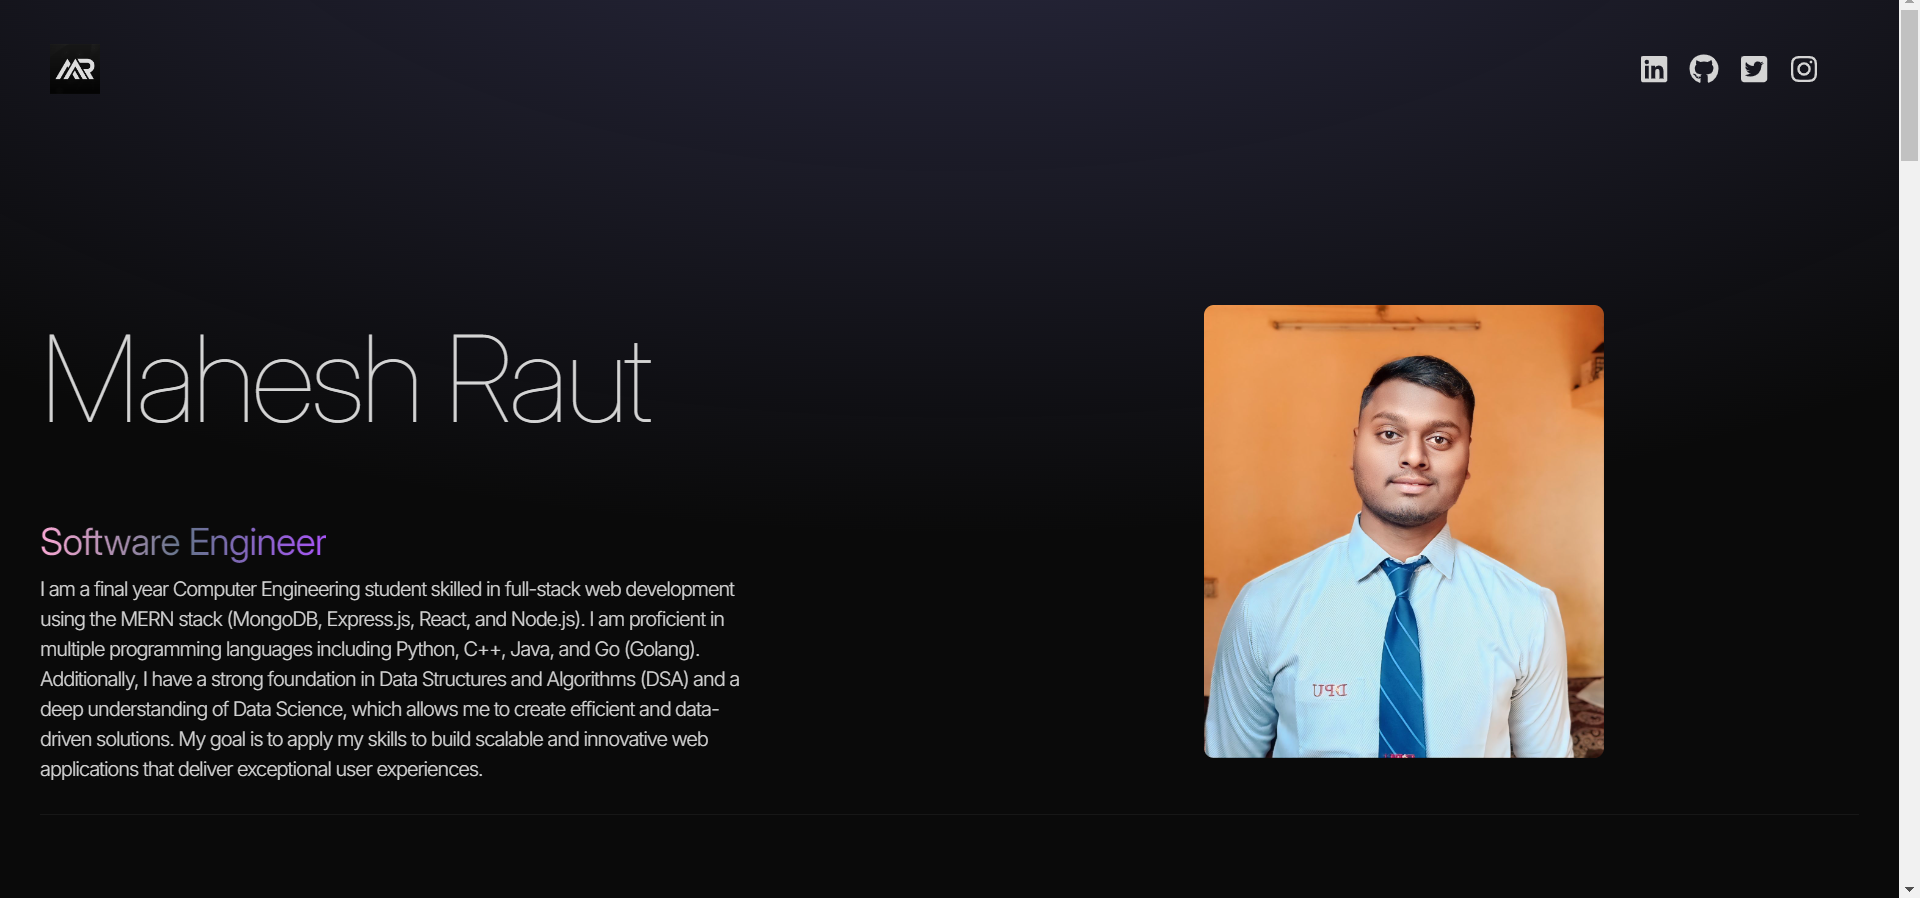 MR
in
Mahesh Raut
Software Engineer
I am a final year Computer Engineering student skilled in full-stack web development
using the MERN stack (MongoDB, Express.js, React, and Node.js). I am proficient in
multiple programming languages including Python, C++, Java, and Go (Golang).
Additionally, I have a strong foundation in Data Structures and Algorithms (DSA) and a
deep understanding of Data Science, which allows me to create efficient and data-
driven solutions. My goal is to apply my skills to build scalable and innovative web
applications that deliver exceptional user experiences.
DPU